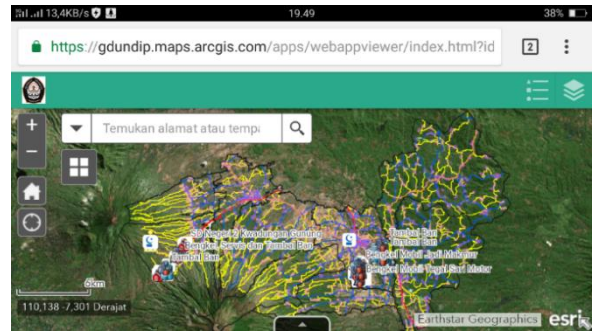 13,4KB/s 19.49 38%
https://gdundip.maps.arcgis.com/apps/webappviewer/index.html?id 2
Temukan alamat atau tempa
SD Negeri 2 Kwadungan Gunung
Bengkel, Servis dan Tambal Ban
Tambal Ban
Tambal Ban
Tambal Ban
Bengkel Mobil Jadi Makmur
Bengkel Mobil Tegal Sari Motor
6km
110,138 -7,301 Derajat
Earthstar Geographics esri